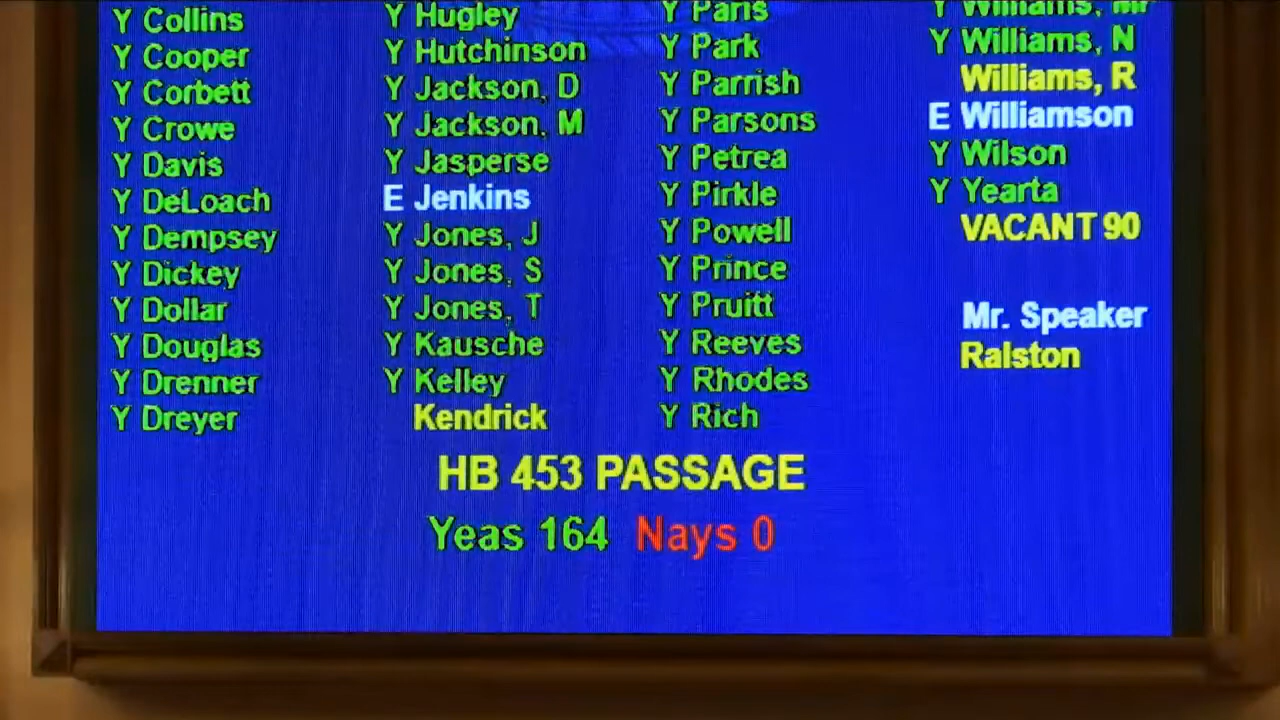 Y Collins
Y Cooper
Y Corbett
Y Crowe
Y Davis
Y DeLoach
Y Dempsey
Y Dickey
Y Dollar
Y Douglas
Y Drenner
Y Dreyer
Y Hugley
Y Hutchinson
Y Jackson, D
Y Jackson, M
Y Jasperse
E Jenkins
Y Jones, J
Y Jones, S
Y Jones, T
Y Kausche
Y Kelley
Kendrick
Y Paris
Y Park
Y Parrish
Y Parsons
Y Petrea
Y Pirkle
Y Powell
Y Prince
Y Pruitt
Y Reeves
Y Rhodes
Y Rich
Y Williams, Mf
Y Williams, N
Williams, R
E Williamson
Y Wilson
Y Yearta
VACANT 90
Mr. Speaker
Ralston
HB 453 PASSAGE
Yeas 164 Nays 0